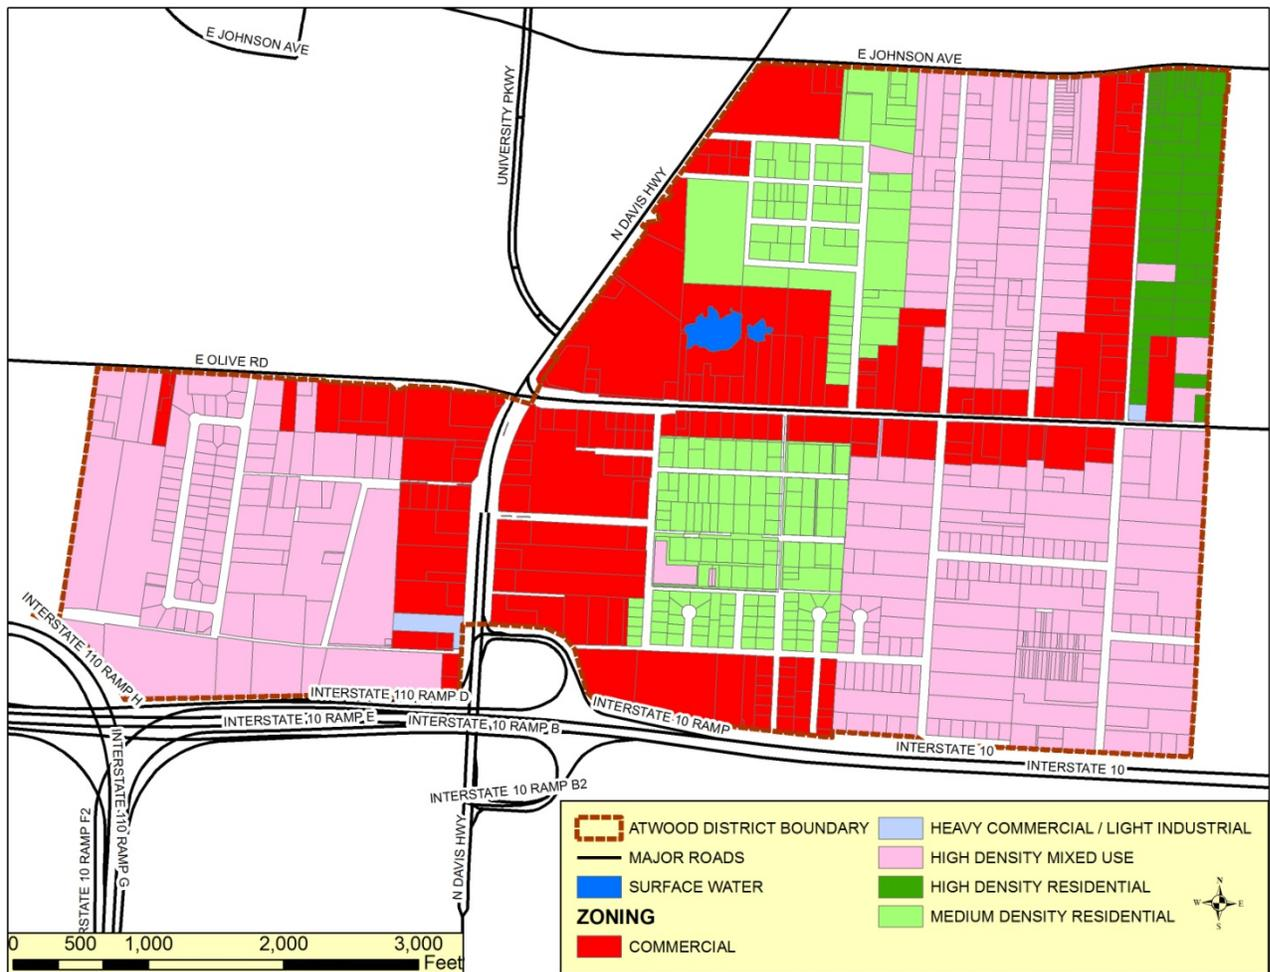 E JOHNSON AVE
E JOHNSON AVE
UNIVERSITY PKWY
N DAVIS HWY
E OLIVE RD
INTERSTATE 110 RAMP H
INTERSTATE 110 RAMP D
INTERSTATE 10 RAMP E
INTERSTATE 10 RAMP B
INTERSTATE 10 RAMP
INTERSTATE 10
INTERSTATE 10
INTERSTATE 110 RAMP G
INTERSTATE 10 RAMP B2
RSTATE 10 RAMP F2
N DAVIS HWY
ATWOOD DISTRICT BOUNDARY
MAJOR ROADS
SURFACE WATER
ZONING
COMMERCIAL
HEAVY COMMERCIAL / LIGHT INDUSTRIAL
HIGH DENSITY MIXED USE
HIGH DENSITY RESIDENTIAL
MEDIUM DENSITY RESIDENTIAL
N
W E
S
0 500 1,000 2,000 3,000
Feet